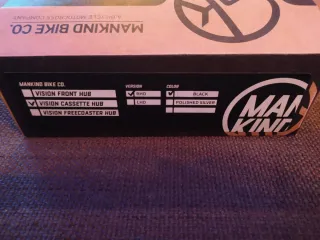 MANKIND BIKE CO.
MANKIND BIKE CO.
VISION FRONT HUB
VISION CASSETTE HUB
VISION FREECOASTER HUB
VERSION
RHD
LHD
COLOR
BLACK
POLISHED SILVER
MAN
KIND